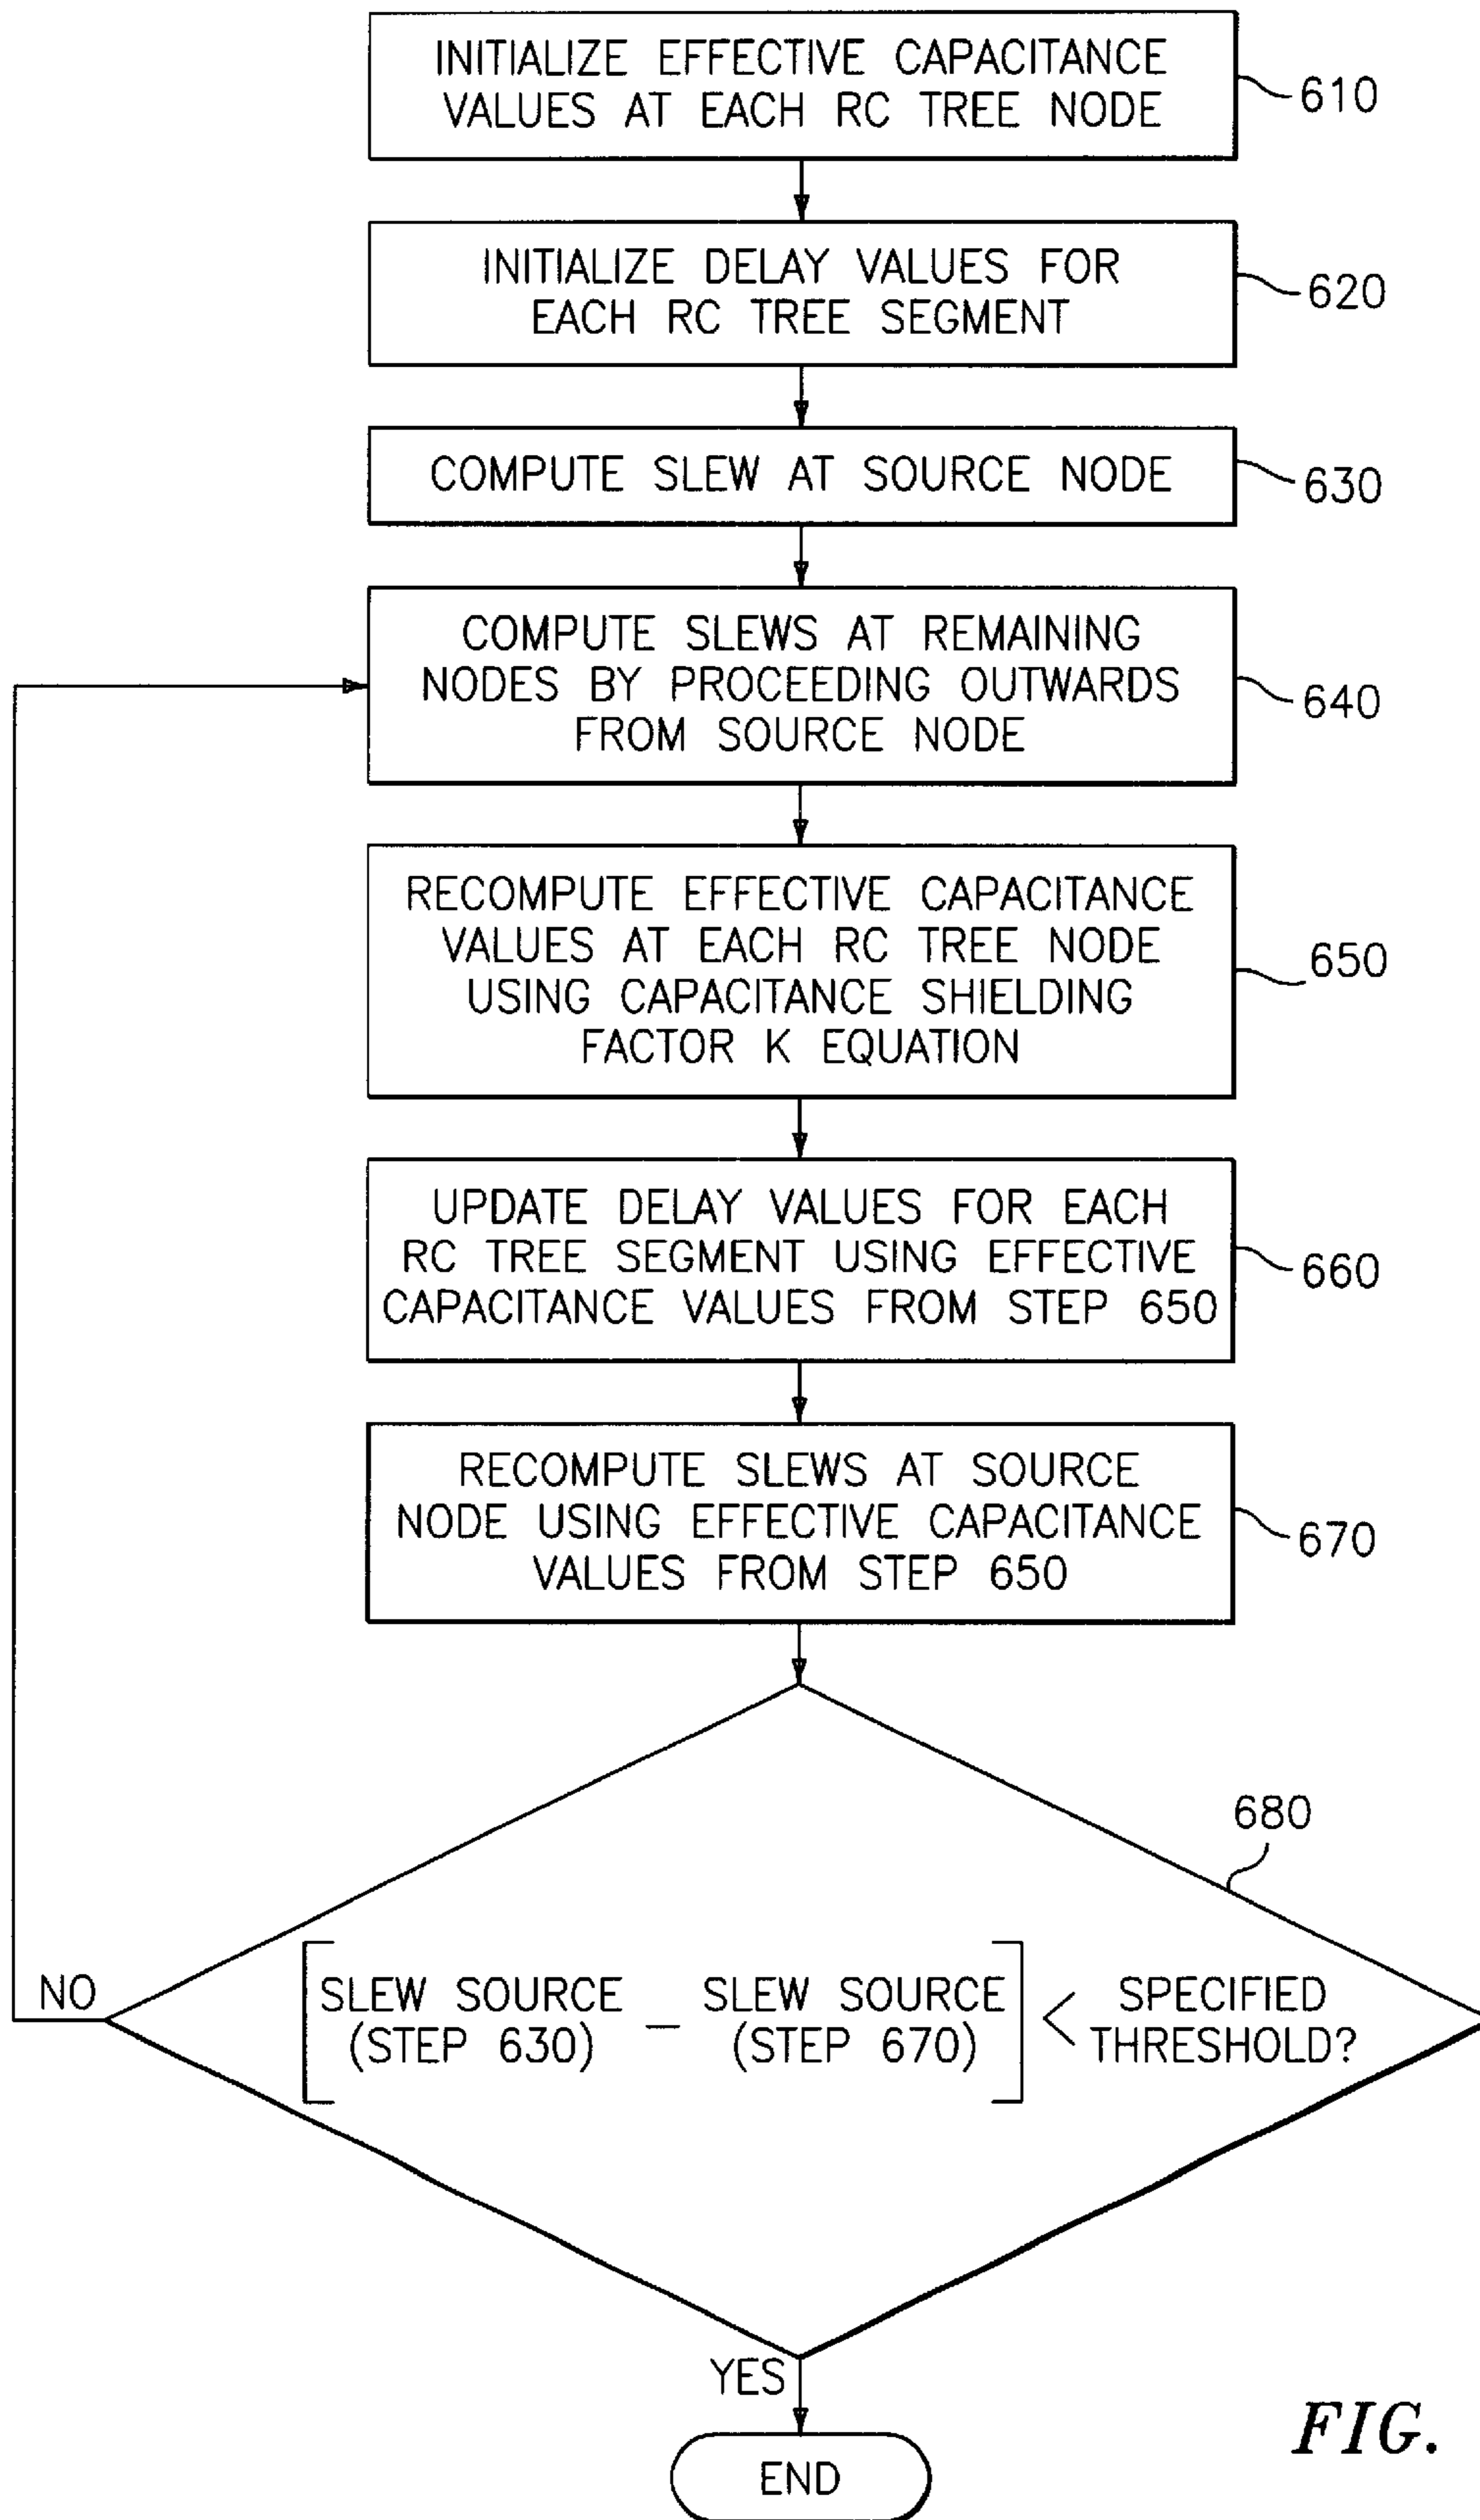 INITIALIZE EFFECTIVE CAPACITANCE
VALUES AT EACH RC TREE NODE
610
INITIALIZE DELAY VALUES FOR
EACH RC TREE SEGMENT
620
COMPUTE SLEW AT SOURCE NODE
630
COMPUTE SLEWS AT REMAINING
NODES BY PROCEEDING OUTWARDS
FROM SOURCE NODE
640
RECOMPUTE EFFECTIVE CAPACITANCE
VALUES AT EACH RC TREE NODE
USING CAPACITANCE SHIELDING
FACTOR K EQUATION
650
UPDATE DELAY VALUES FOR EACH
RC TREE SEGMENT USING EFFECTIVE
CAPACITANCE VALUES FROM STEP 650
660
RECOMPUTE SLEWS AT SOURCE
NODE USING EFFECTIVE CAPACITANCE
VALUES FROM STEP 650
670
680
NO
[SLEW SOURCE - SLEW SOURCE] < SPECIFIED
(STEP 630) (STEP 670) THRESHOLD?
YES
END
FIG.